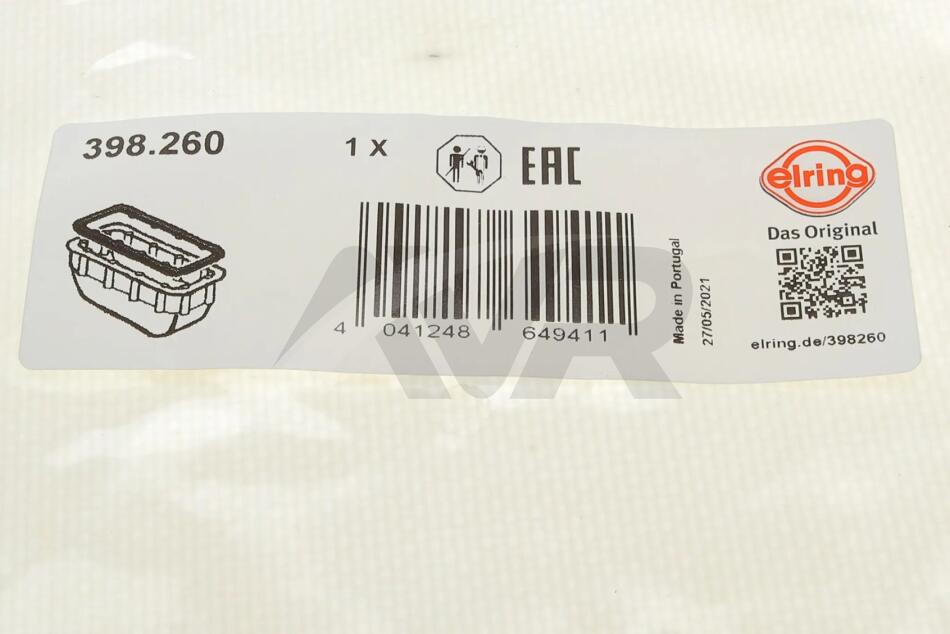 398.260
1 X
EAC
elring
Das Original
elring.de/398260
4 041248 649411
Made in Portugal
27/05/2021
AVR